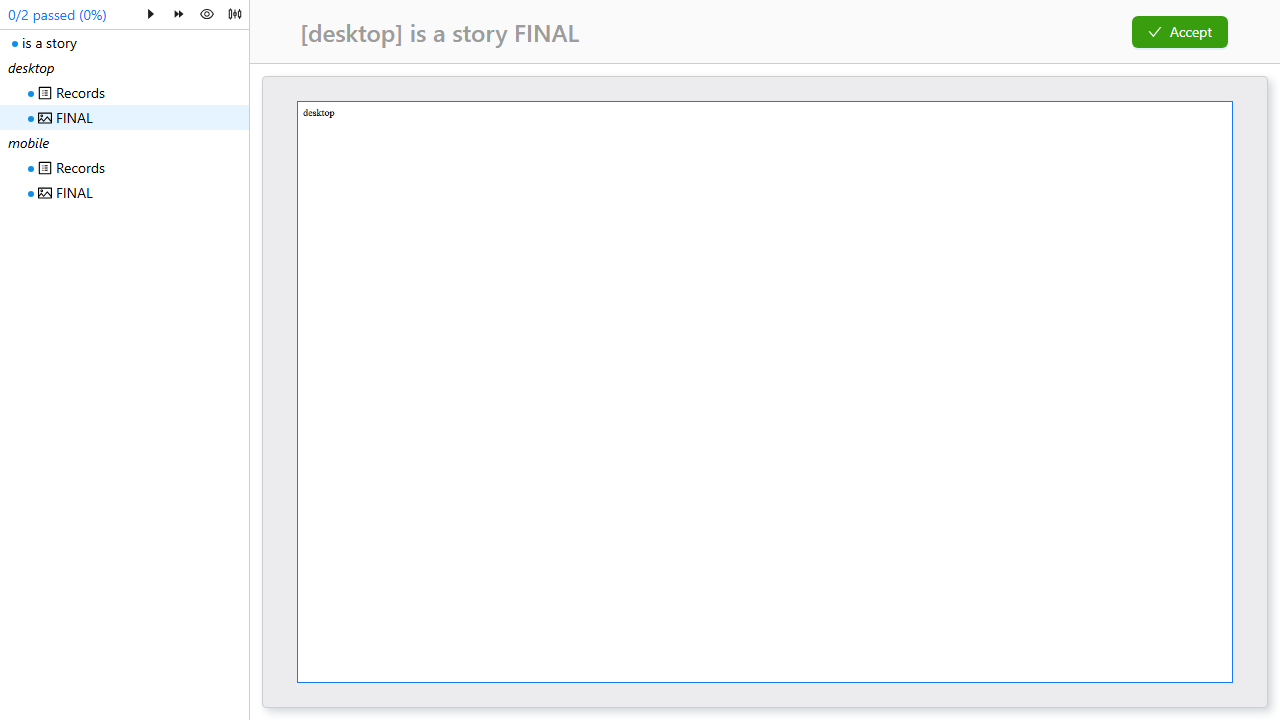 0/2 passed (0%)
is a story
desktop
Records
FINAL
mobile
Records
FINAL
[desktop] is a story FINAL
Accept
desktop